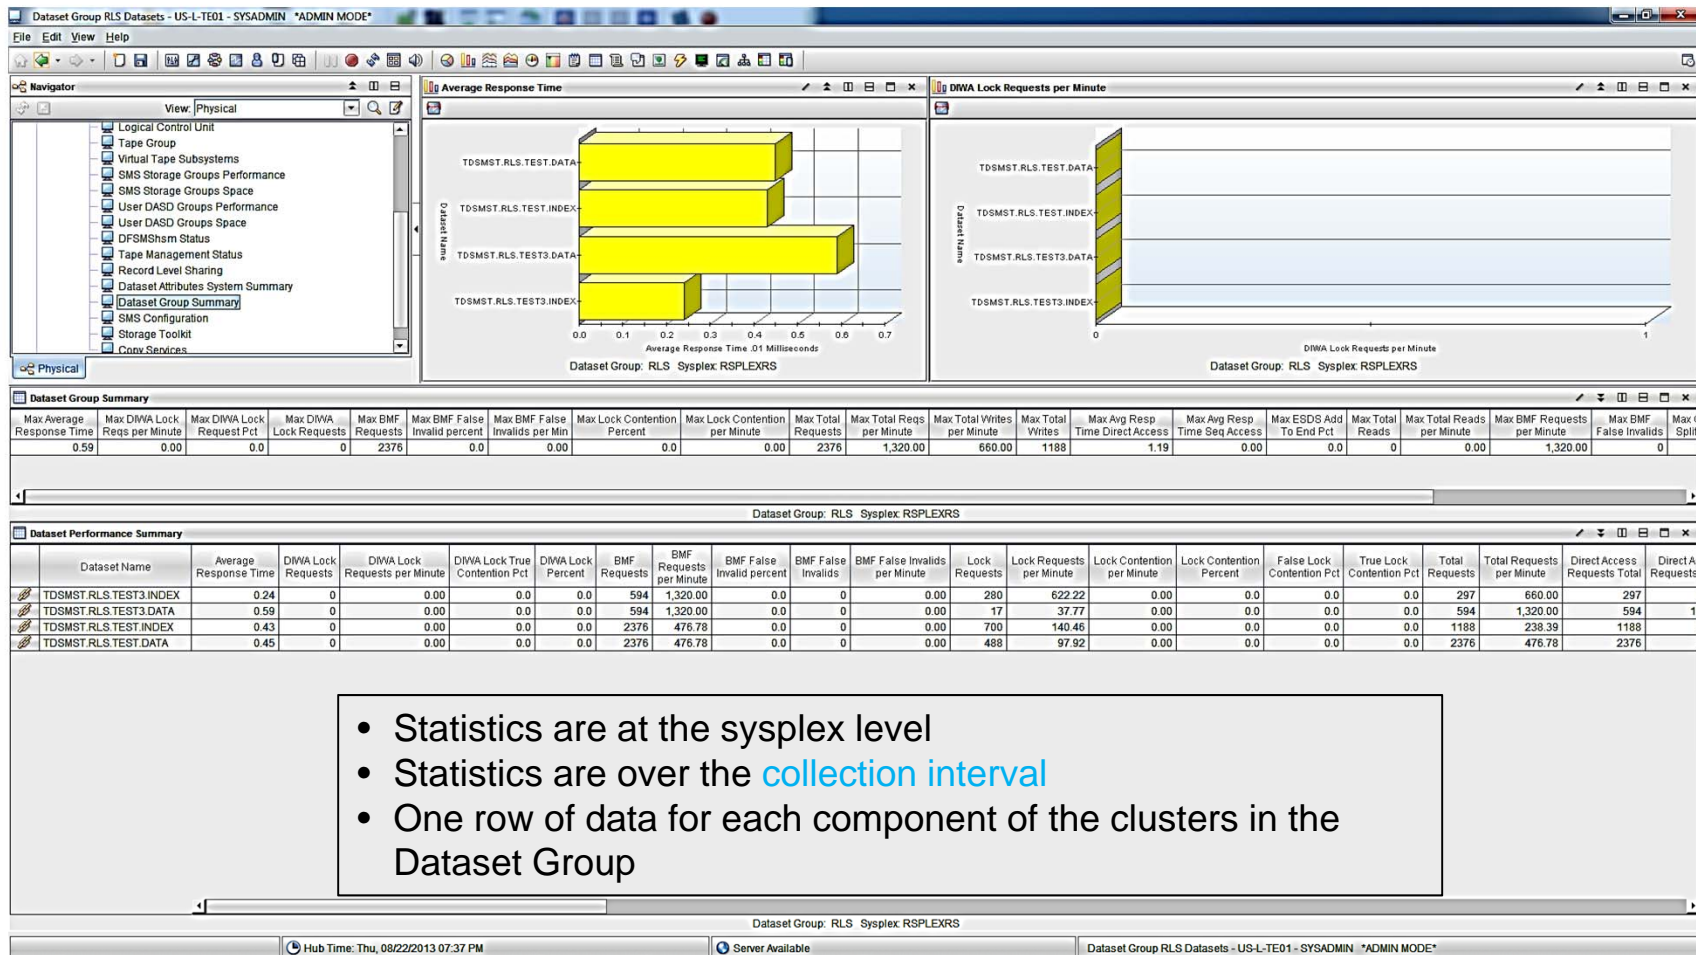 Dataset Group RLS Datasets - US-L-TE01 - SYSADMIN *ADMIN MODE*
File Edit View Help
Navigator
View: Physical
Logical Control Unit
Tape Group
Virtual Tape Subsystems
SMS Storage Groups Performance
SMS Storage Groups Space
User DASD Groups Performance
User DASD Groups Space
DFSMShsm Status
Tape Management Status
Record Level Sharing
Dataset Attributes System Summary
Dataset Group Summary
SMS Configuration
Storage Toolkit
Copy Services
Physical
Average Response Time
Dataset Name
TDSMST.RLS.TEST.DATA
TDSMST.RLS.TEST.INDEX
TDSMST.RLS.TEST3.DATA
TDSMST.RLS.TEST3.INDEX
0.0 0.1 0.2 0.3 0.4 0.5 0.6 0.7
Average Response Time .01 Milliseconds
Dataset Group: RLS Sysplex: RSPLEXRS
DIWA Lock Requests per Minute
Dataset Name
TDSMST.RLS.TEST.DATA
TDSMST.RLS.TEST.INDEX
TDSMST.RLS.TEST3.DATA
TDSMST.RLS.TEST3.INDEX
0 1
DIWA Lock Requests per Minute
Dataset Group: RLS Sysplex: RSPLEXRS
Dataset Group Summary
Max Average Response Time Max DIWA Lock Reqs per Minute Max DIWA Lock Request Pct Max DIWA Lock Requests Max BMF Requests Max BMF False Invalid percent Max BMF False Invalids per Min Max Lock Contention Percent Max Lock Contention per Minute Max Total Requests Max Total Reqs per Minute Max Total Writes per Minute Max Total Writes Max Avg Resp Time Direct Access Max Avg Resp Time Seq Access Max ESDS Add To End Pct Max Total Reads Max Total Reads per Minute Max BMF Requests per Minute Max BMF False Invalids Max Split
0.59 0.00 0.0 0 2376 0.0 0.00 0.0 0.00 2376 1,320.00 660.00 1188 1.19 0.00 0.0 0 0.00 1,320.00 0
Dataset Group: RLS Sysplex: RSPLEXRS
Dataset Performance Summary
Dataset Name Average Response Time DIWA Lock Requests DIWA Lock Requests per Minute DIWA Lock True Contention Pct DIWA Lock Percent BMF Requests BMF Requests per Minute BMF False Invalid percent BMF False Invalids BMF False Invalids per Minute Lock Requests Lock Requests per Minute Lock Contention per Minute Lock Contention Percent False Lock Contention Pct True Lock Contention Pct Total Requests Total Requests per Minute Direct Access Requests Total Direct A Requests
TDSMST.RLS.TEST3.INDEX 0.24 0 0.00 0.0 0.0 594 1,320.00 0.0 0 0.00 280 622.22 0.00 0.0 0.0 0.0 297 660.00 297
TDSMST.RLS.TEST3.DATA 0.59 0 0.00 0.0 0.0 594 1,320.00 0.0 0 0.00 17 37.77 0.00 0.0 0.0 0.0 594 1,320.00 594 1
TDSMST.RLS.TEST.INDEX 0.43 0 0.00 0.0 0.0 2376 476.78 0.0 0 0.00 700 140.46 0.00 0.0 0.0 0.0 1188 238.39 1188
TDSMST.RLS.TEST.DATA 0.45 0 0.00 0.0 0.0 2376 476.78 0.0 0 0.00 488 97.92 0.00 0.0 0.0 0.0 2376 476.78 2376
• Statistics are at the sysplex level
• Statistics are over the collection interval
• One row of data for each component of the clusters in the
Dataset Group
Dataset Group: RLS Sysplex: RSPLEXRS
Hub Time: Thu, 08/22/2013 07:37 PM
Server Available
Dataset Group RLS Datasets - US-L-TE01 - SYSADMIN *ADMIN MODE*